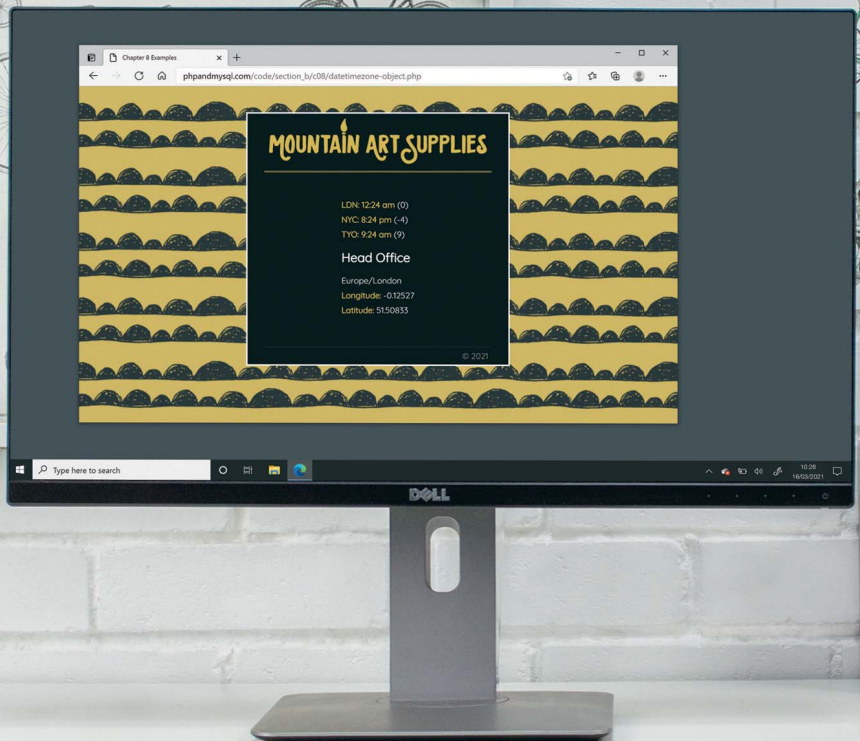 Chapter 8 Examples
phpandmysql.com/code/section_b/c08/datetimezone-object.php
MOUNTAIN ART SUPPLIES
LDN: 12:24 am (0)
NYC: 8:24 pm (-4)
TYO: 9:24 am (9)
Head Office
Europe/London
Longitude: -0.12527
Latitude: 51.50833
© 2021
Type here to search
10:26
16/03/2021
DELL